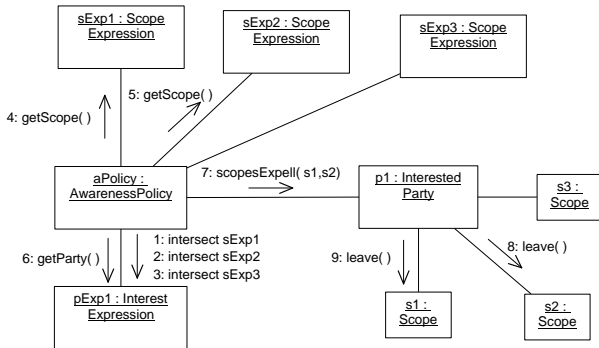 sExp1 : Scope
Expression
sExp2 : Scope
Expression
sExp3 : Scope
Expression
5: getScope( )
4: getScope( )
aPolicy :
AwarenessPolicy
7: scopesExpell( s1,s2)
p1 : Interested
Party
s3 :
Scope
1: intersect sExp1
2: intersect sExp2
3: intersect sExp3
6: getParty( )
9: leave( )
8: leave( )
pExp1 : Interest
Expression
s1 :
Scope
s2 :
Scope